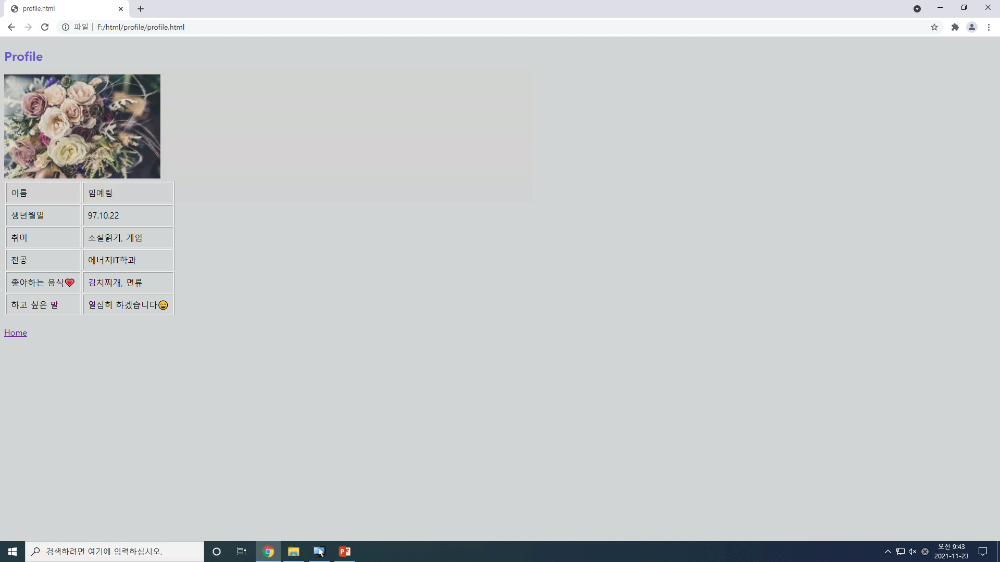 profile.html
파일 F:/html/profile/profile.html
Profile
이름 임예림
생년월일 97.10.22
취미 소설읽기, 게임
전공 에너지IT학과
좋아하는 음식💗 김치찌개, 면류
하고 싶은 말 열심히 하겠습니다😄
Home
검색하려면 여기에 입력하십시오.
오전 9:43
2021-11-23